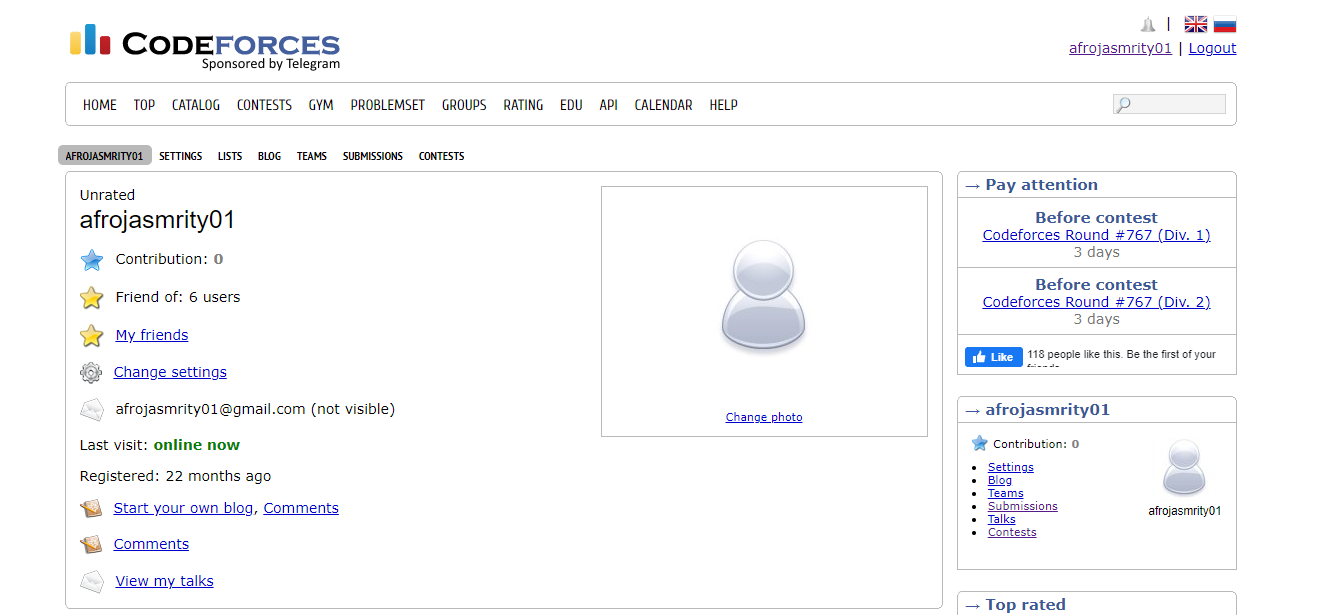 CODEFORCES
Sponsored by Telegram
afrojasmrity01 | Logout
HOME TOP CATALOG CONTESTS GYM PROBLEMSET GROUPS RATING EDU API CALENDAR HELP
AFROJASMRITY01 SETTINGS LISTS BLOG TEAMS SUBMISSIONS CONTESTS
Unrated
afrojasmrity01
Contribution: 0
Friend of: 6 users
My friends
Change settings
afrojasmrity01@gmail.com (not visible)
Last visit: online now
Registered: 22 months ago
Start your own blog, Comments
Comments
View my talks
Change photo
→ Pay attention
Before contest
Codeforces Round #767 (Div. 1)
3 days
Before contest
Codeforces Round #767 (Div. 2)
3 days
Like 118 people like this. Be the first of your
friends
→ afrojasmrity01
Contribution: 0
Settings
Blog
Teams
Submissions
Talks
Contests
afrojasmrity01
→ Top rated